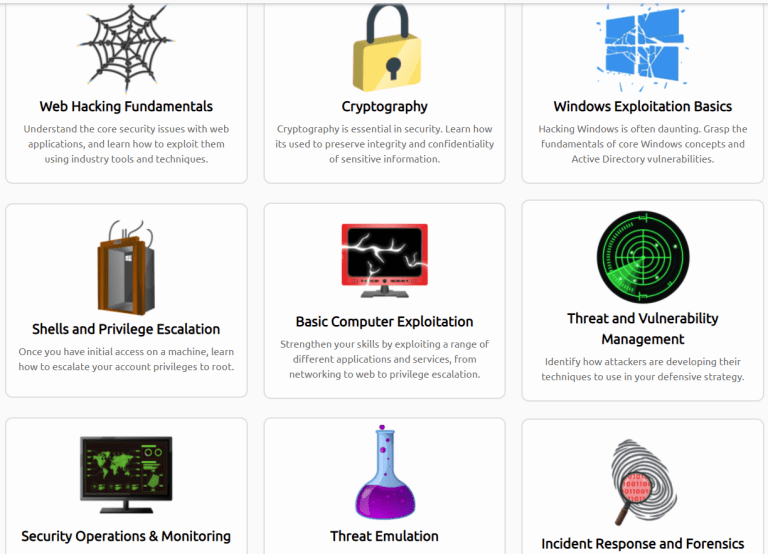 Web Hacking Fundamentals
Understand the core security issues with web
applications, and learn how to exploit them
using industry tools and techniques.
Cryptography
Cryptography is essential in security. Learn how
its used to preserve integrity and confidentiality
of sensitive information.
Windows Exploitation Basics
Hacking Windows is often daunting. Grasp the
fundamentals of core Windows concepts and
Active Directory vulnerabilities.
Shells and Privilege Escalation
Once you have initial access on a machine, learn
how to escalate your account privileges to root.
Basic Computer Exploitation
Strengthen your skills by exploiting a range of
different applications and services, from
networking to web to privilege escalation.
Threat and Vulnerability
Management
Identify how attackers are developing their
techniques to use in your defensive strategy.
Security Operations & Monitoring
Threat Emulation
Incident Response and Forensics